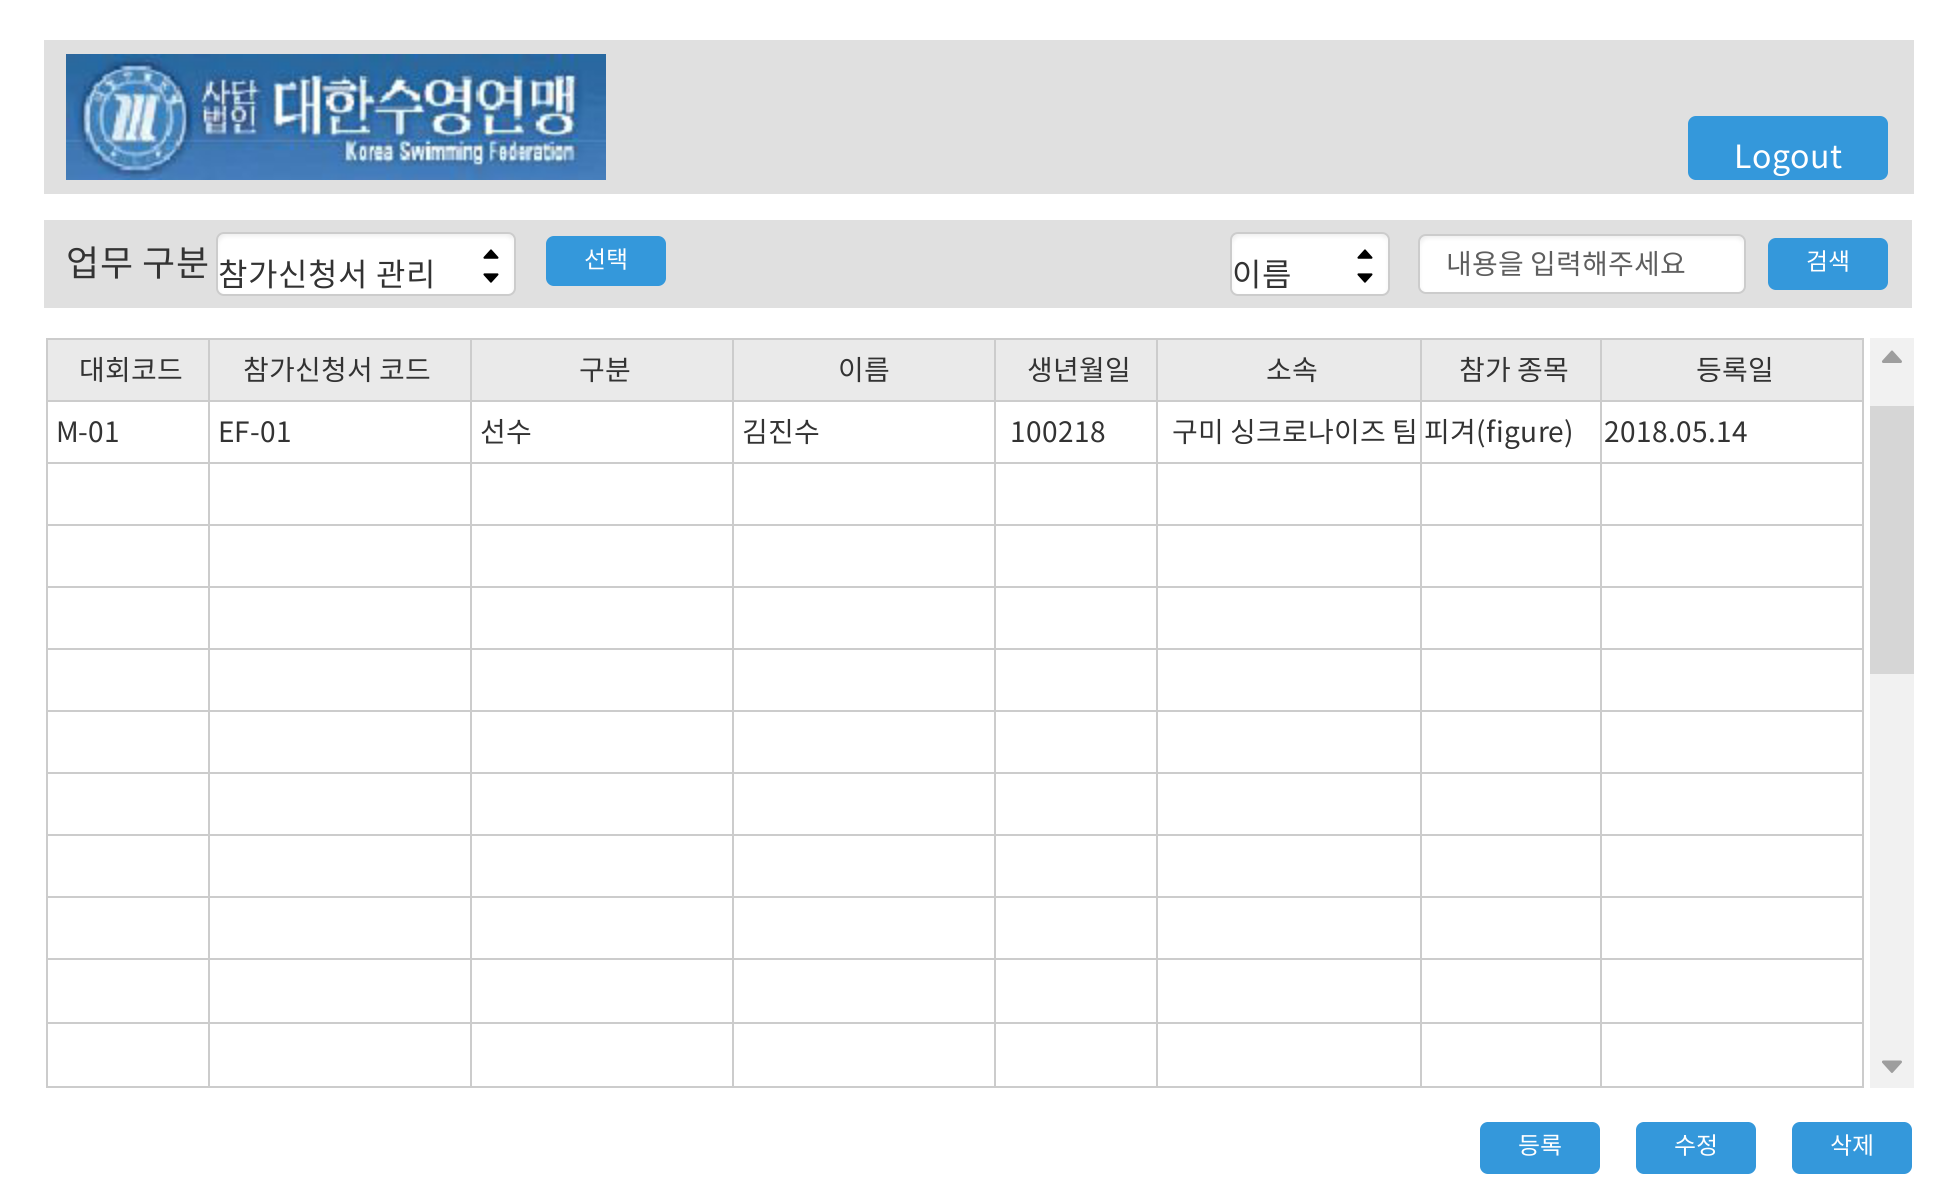 사단
법인
대한수영연맹
Korea Swimming Federation
Logout
업무 구분 참가신청서 관리 선택 이름 내용을 입력해주세요 검색
대회코드 참가신청서 코드 구분 이름 생년월일 소속 참가 종목 등록일
M-01 EF-01 선수 김진수 100218 구미 싱크로나이즈 팀 피겨(figure) 2018.05.14
등록 수정 삭제